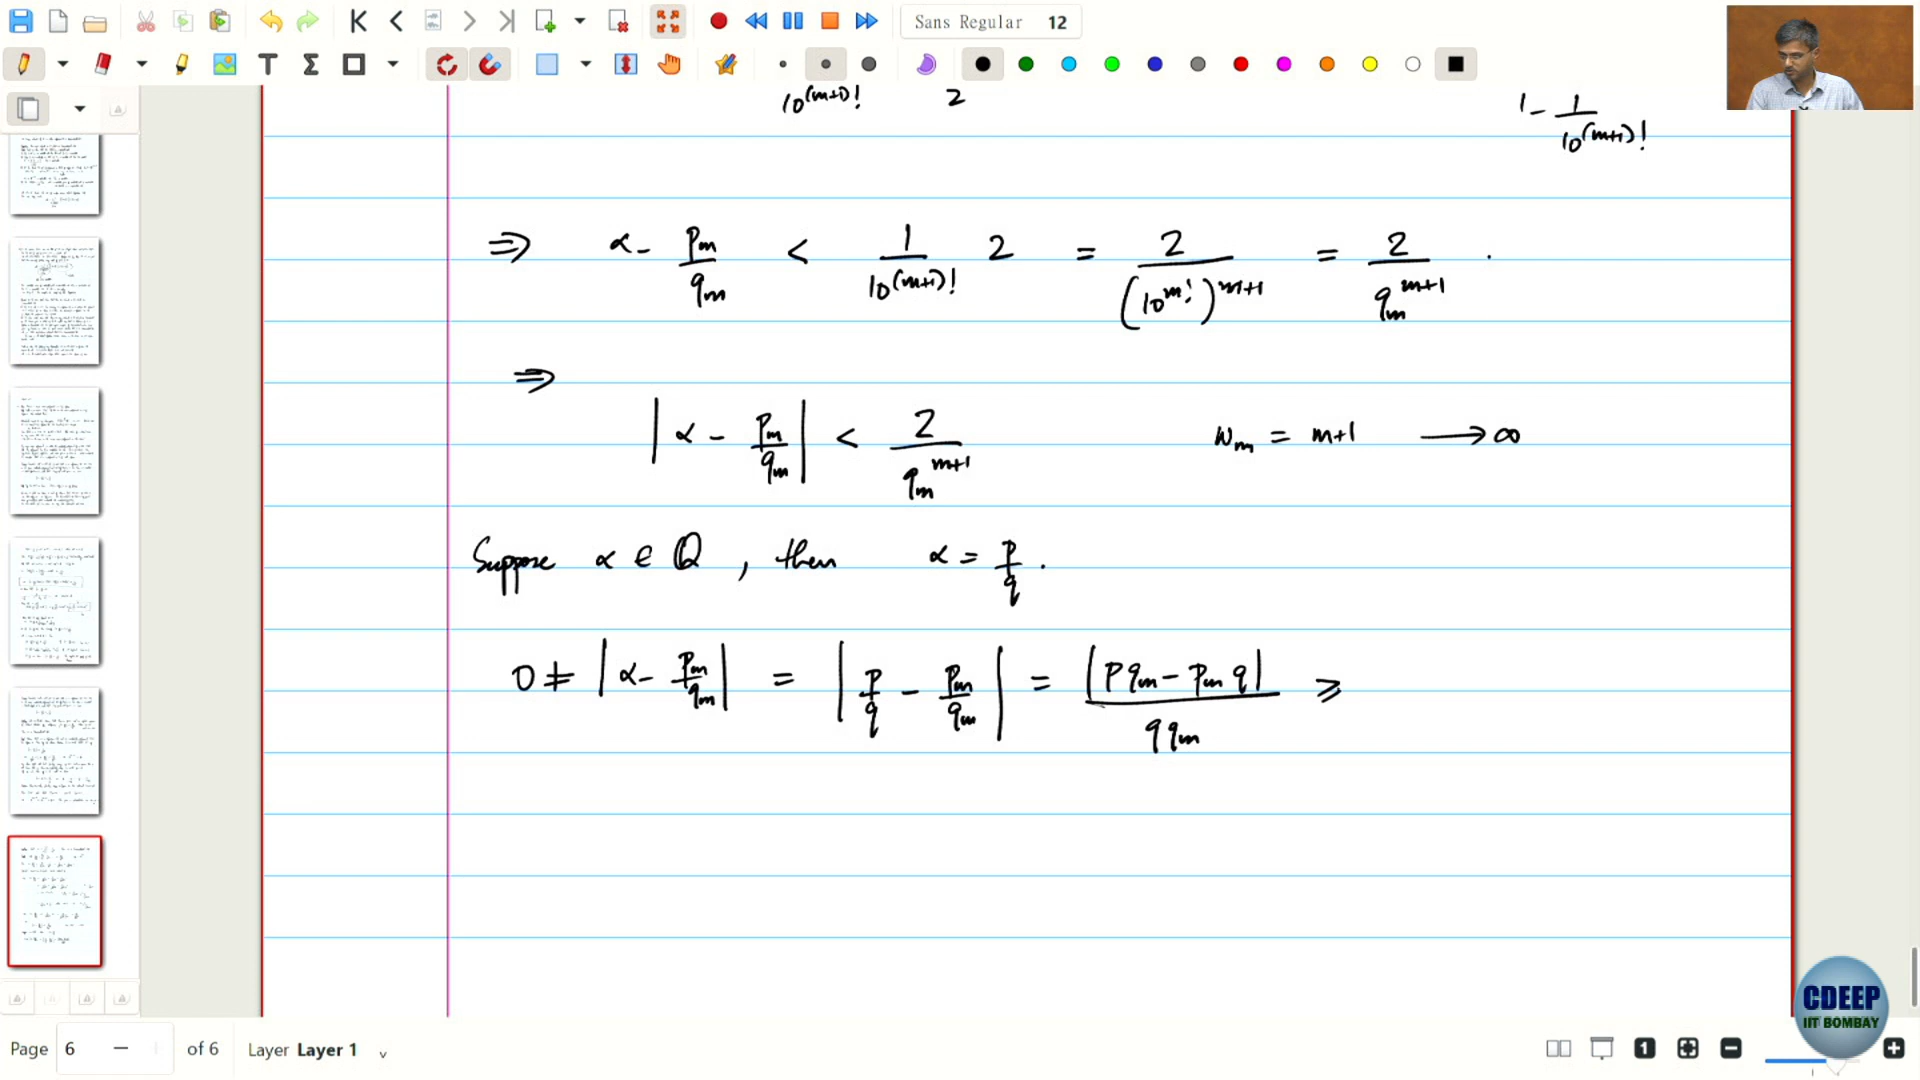 Sans Regular 12
10^(m+1)! 2 1 - 1/10^(m+1)!
⇒ α - p_m/q_m < 1/10^(m+1)! 2 = 2/(10^m!)^m+1 = 2/q_m^m+1 .
⇒
|α - p_m/q_m| < 2/q_m^m+1 w_m = m+1 ⟶ ∞
Suppose α ∈ ℚ , then α = p/q .
0 ≠ |α - p_m/q_m| = |p/q - p_m/q_m| = |p q_m - p_m q|/q q_m ≥
CDEEP
IIT BOMBAY
Page 6 of 6 Layer Layer 1